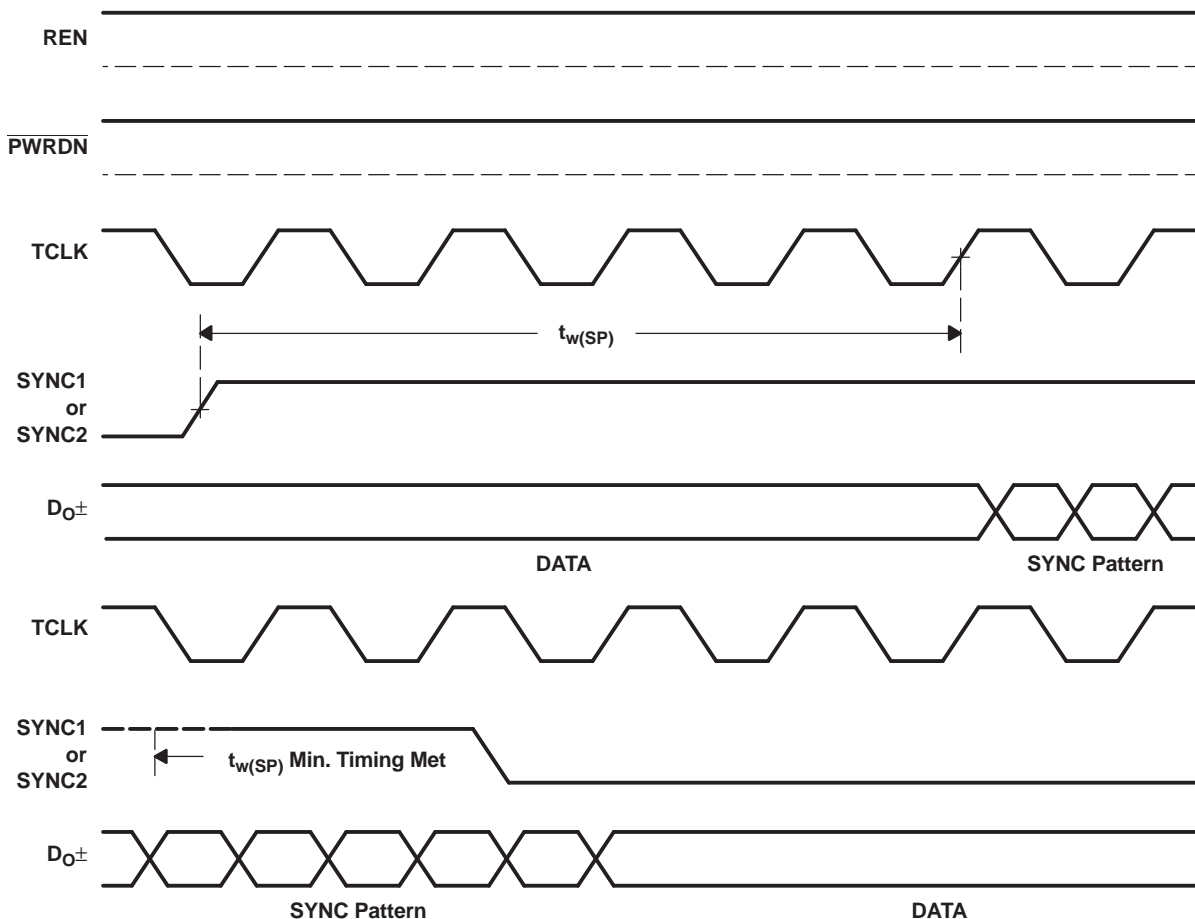 REN
PWRDN
TCLK
tw(SP)
SYNC1
or
SYNC2
DO±
DATA SYNC Pattern
TCLK
SYNC1
or
SYNC2
tw(SP) Min. Timing Met
DO±
SYNC Pattern DATA